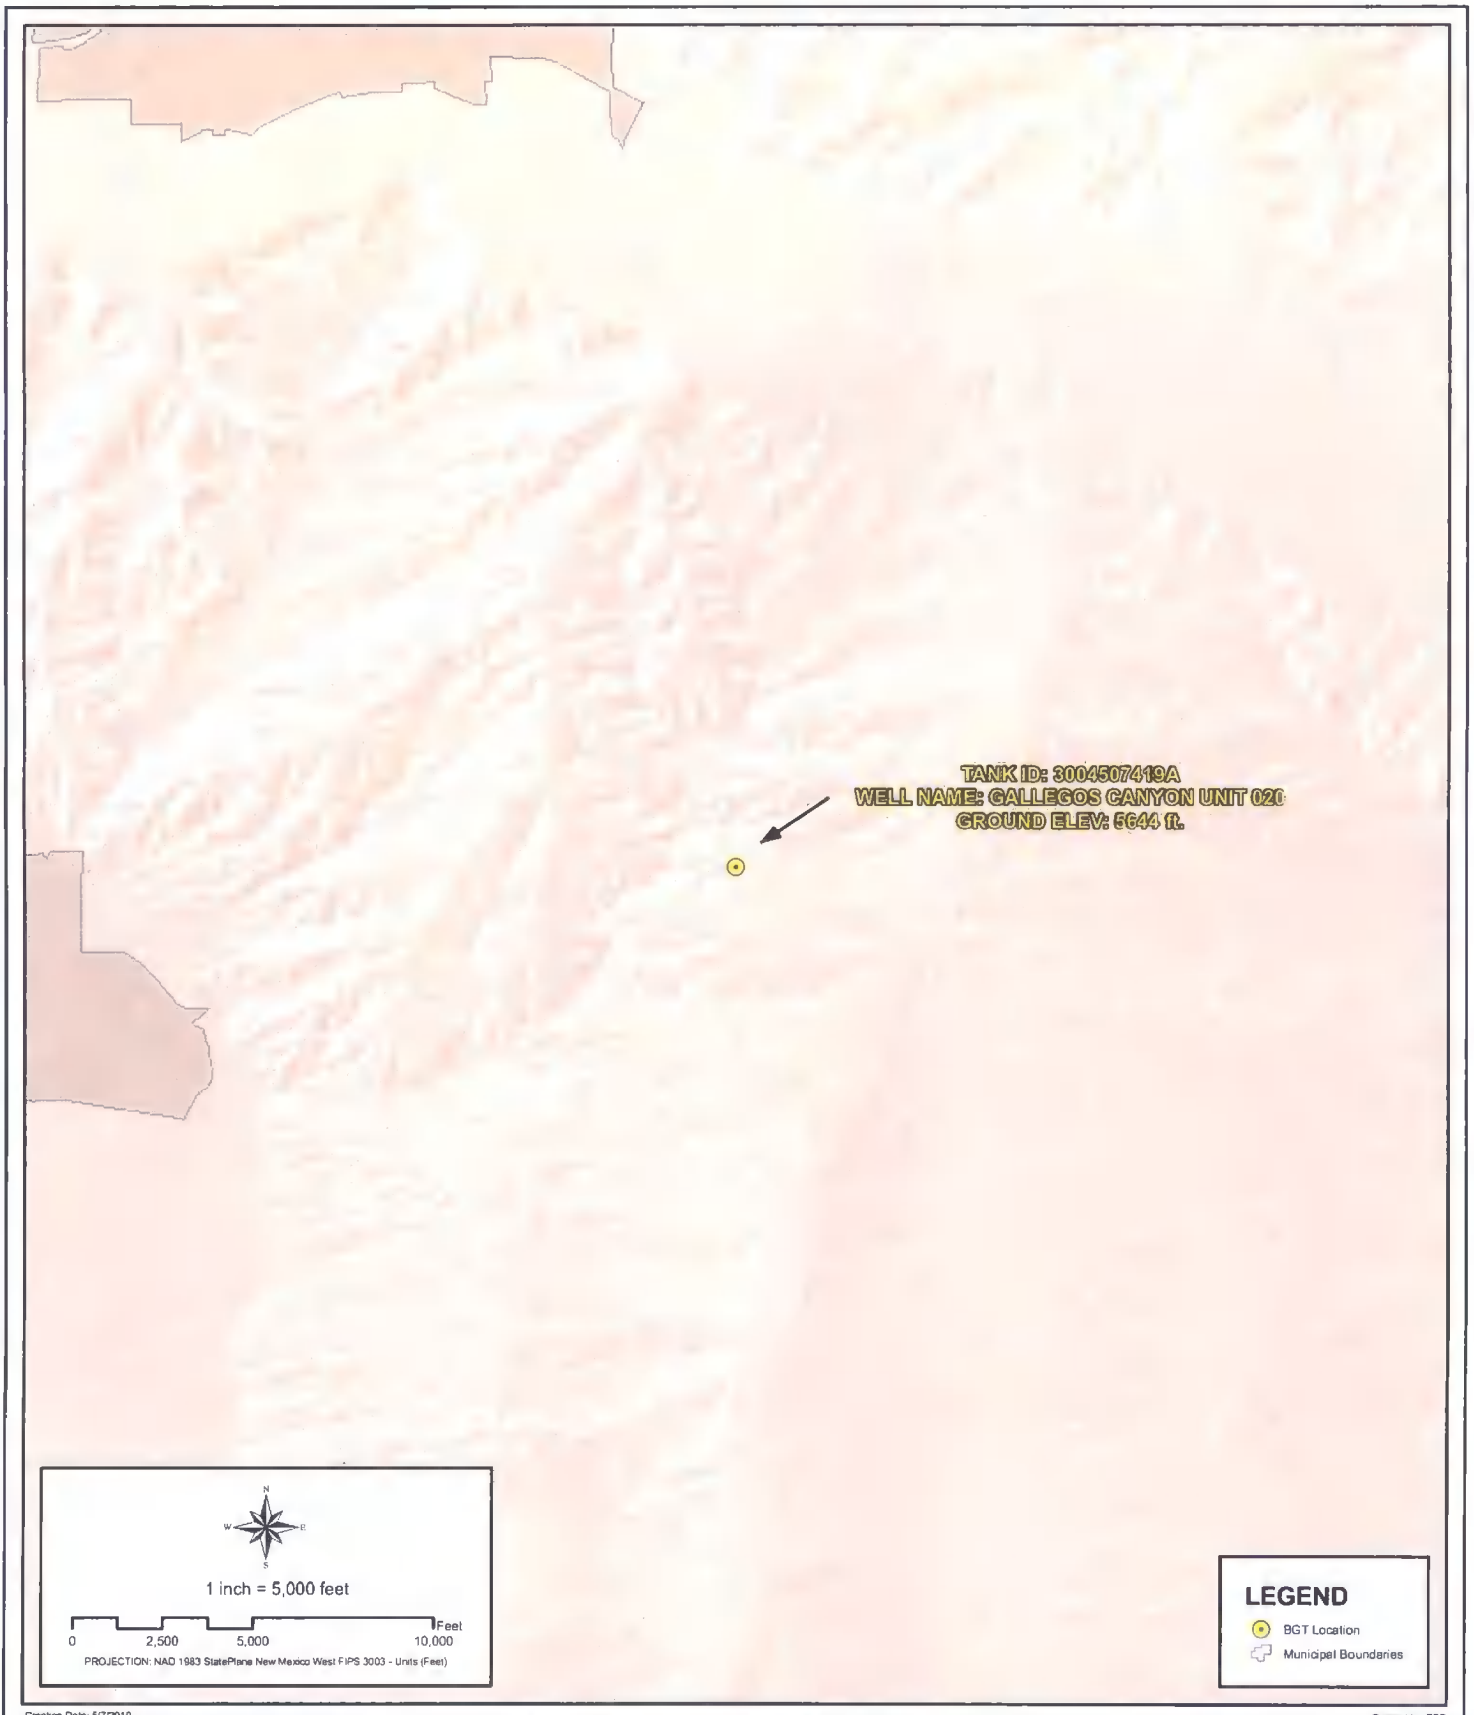 TANK ID: 3004507419A
WELL NAME: GALLEGOS CANYON UNIT 020
GROUND ELEV: 5644 ft.
N
W
E
S
1 inch = 5,000 feet
Feet
0 2,500 5,000 10,000
PROJECTION: NAD 1983 StatePlane New Mexico West FIPS 3003 - Units (Feet)
LEGEND
BGT Location
Municipal Boundaries